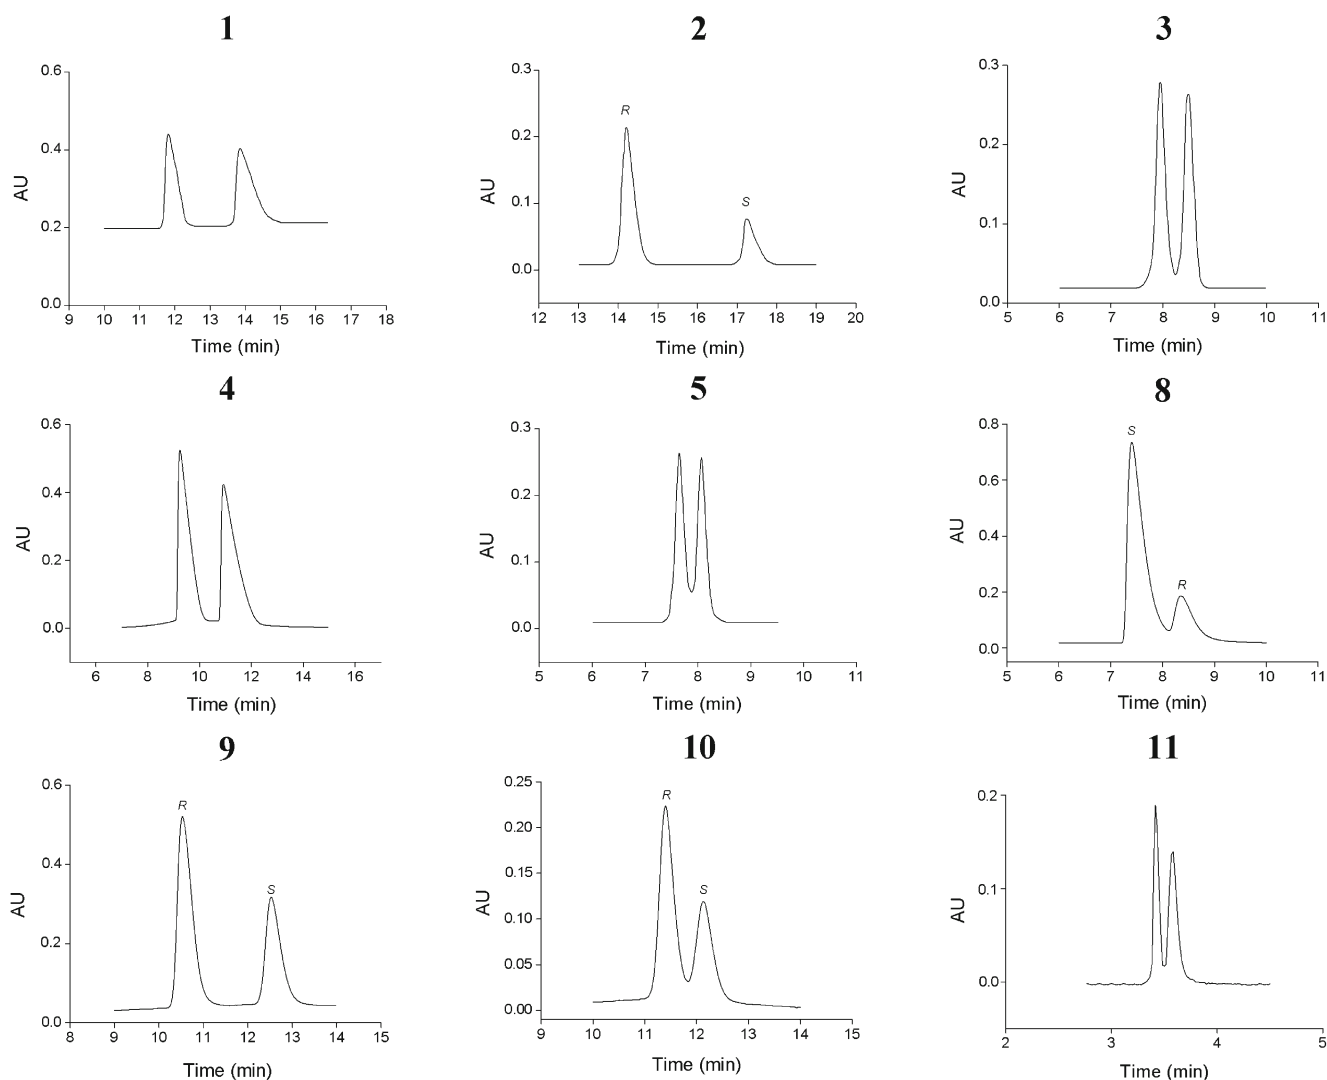 1
0.6
0.4
0.2
0.0
AU
9 10 11 12 13 14 15 16 17 18
Time (min)
2
0.3
0.2
0.1
0.0
AU
R
S
12 13 14 15 16 17 18 19 20
Time (min)
3
0.3
0.2
0.1
0.0
AU
5 6 7 8 9 10 11
Time (min)
4
0.6
0.4
0.2
0.0
AU
6 8 10 12 14 16
Time (min)
5
0.3
0.2
0.1
0.0
AU
5 6 7 8 9 10 11
Time (min)
8
0.8
0.6
0.4
0.2
0.0
AU
S
R
5 6 7 8 9 10 11
Time (min)
9
0.6
0.4
0.2
0.0
AU
R
S
8 9 10 11 12 13 14 15
Time (min)
10
0.25
0.20
0.15
0.10
0.05
0.00
AU
R
S
9 10 11 12 13 14 15
Time (min)
11
0.2
0.1
0.0
AU
2 3 4 5
Time (min)